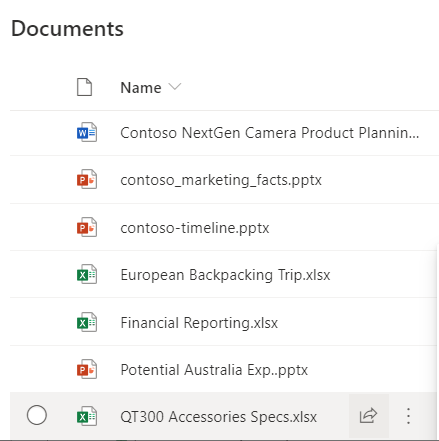 Documents
Name
Contoso NextGen Camera Product Plannin...
contoso_marketing_facts.pptx
contoso-timeline.pptx
European Backpacking Trip.xlsx
Financial Reporting.xlsx
Potential Australia Exp..pptx
QT300 Accessories Specs.xlsx